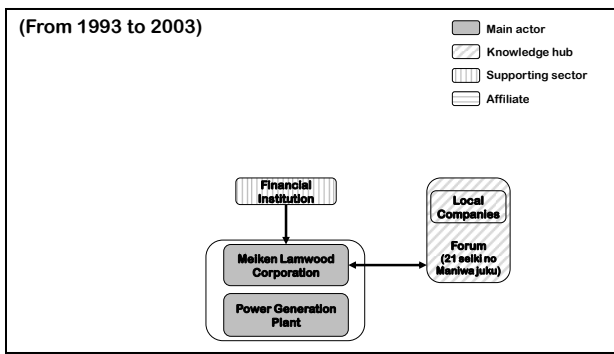 (From 1993 to 2003)
Main actor
Knowledge hub
Supporting sector
Affiliate
Financial
Institution
Local
Companies
Meiken Lamwood
Corporation
Forum
(21 seiki no
Maniwa juku)
Power Generation
Plant